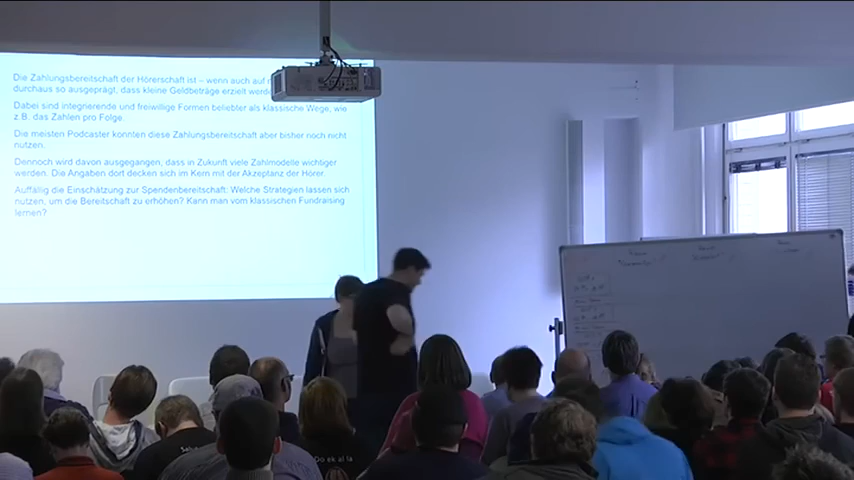 Die Zahlungsbereitschaft der Hörerschaft ist – wenn auch auf
durchaus so ausgeprägt, dass kleine Geldbeträge erzielt
Dabei sind integrierende und freiwillige Formen beliebter als klassische Wege, wie
z.B. das Zahlen pro Folge.
Die meisten Podcaster konnten diese Zahlungsbereitschaft aber bisher noch nicht
nutzen.
Dennoch wird davon ausgegangen, dass in Zukunft viele Zahlmodelle wichtiger
werden. Die Angaben dort decken sich im Kern mit der Akzeptanz der Hörer.
Auffällig die Einschätzung zur Spendenbereitschaft: Welche Strategien lassen sich
nutzen, um die Bereitschaft zu erhöhen? Kann man vom klassischen Fundraising
lernen?